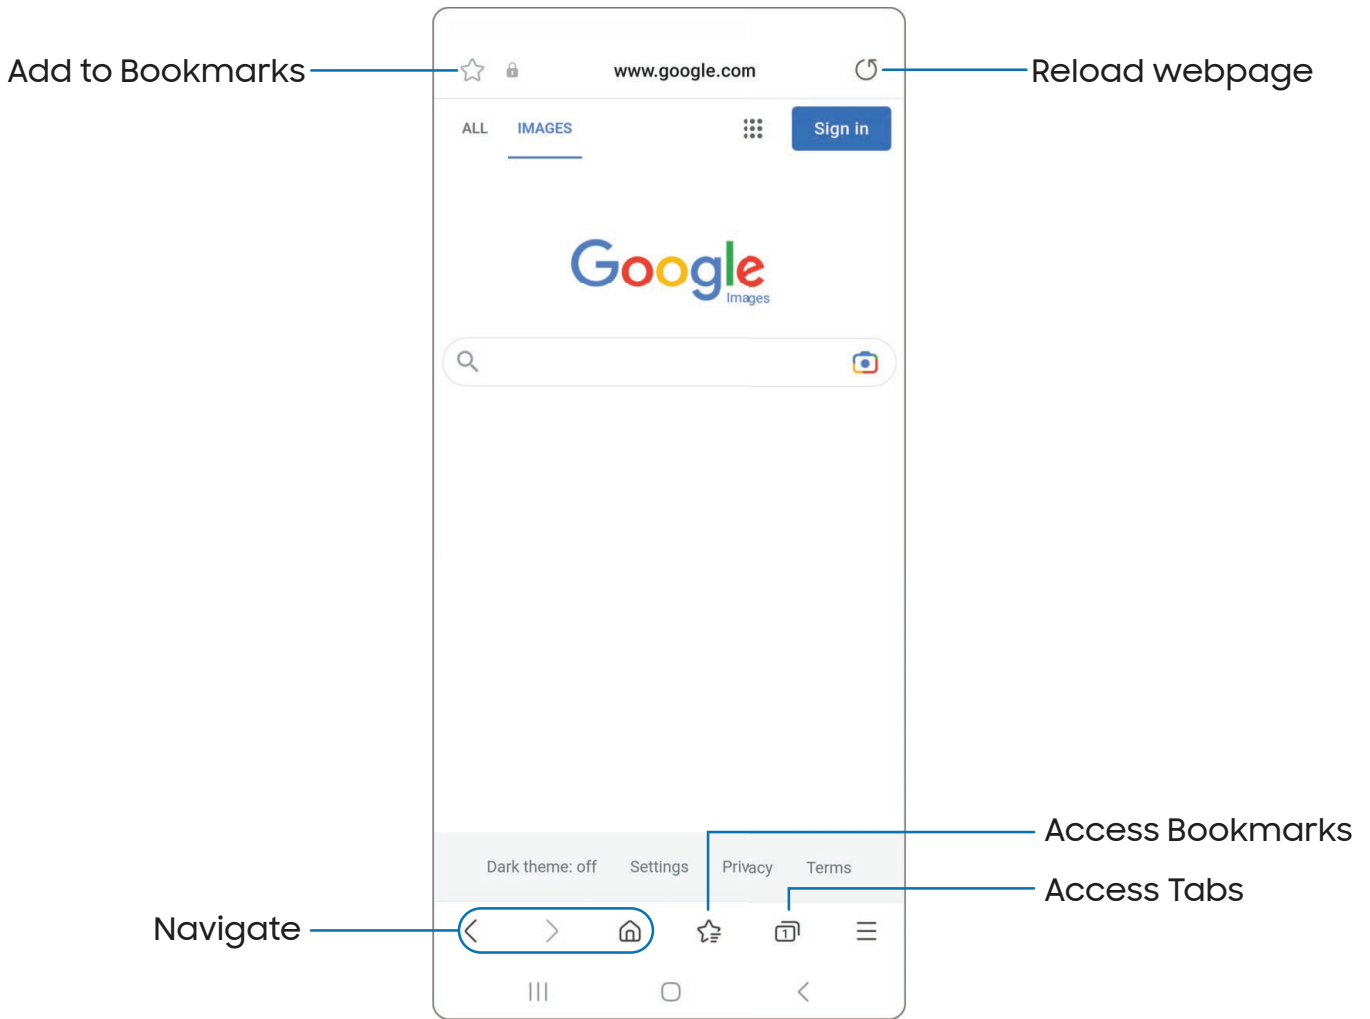 Add to Bookmarks
www.google.com
Reload webpage
ALL IMAGES
Sign in
Google
Images
Access Bookmarks
Dark theme: off Settings Privacy Terms
Access Tabs
Navigate
1